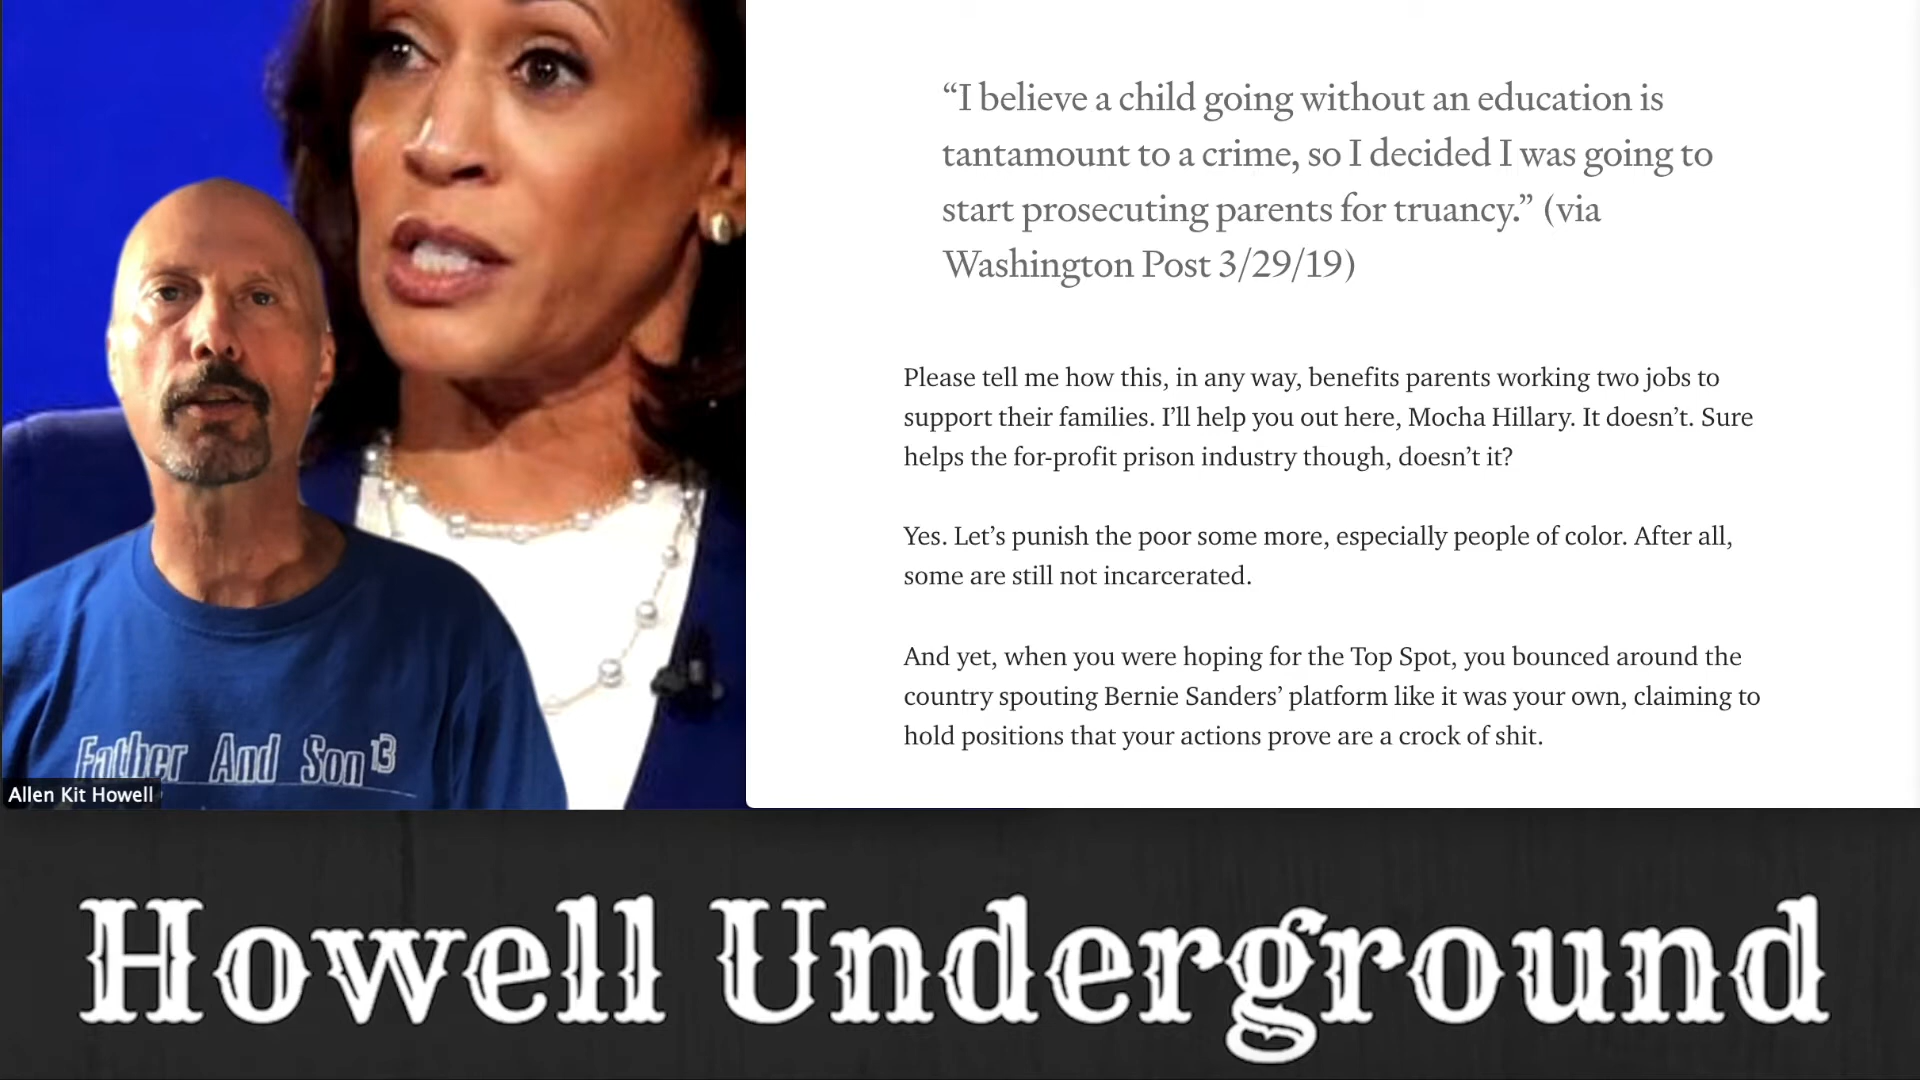 “I believe a child going without an education is
tantamount to a crime, so I decided I was going to
start prosecuting parents for truancy.” (via
Washington Post 3/29/19)
Please tell me how this, in any way, benefits parents working two jobs to
support their families. I’ll help you out here, Mocha Hillary. It doesn’t. Sure
helps the for-profit prison industry though, doesn’t it?
Yes. Let’s punish the poor some more, especially people of color. After all,
some are still not incarcerated.
And yet, when you were hoping for the Top Spot, you bounced around the
country spouting Bernie Sanders’ platform like it was your own, claiming to
hold positions that your actions prove are a crock of shit.
Father And Son 13
Allen Kit Howell
Howell Underground